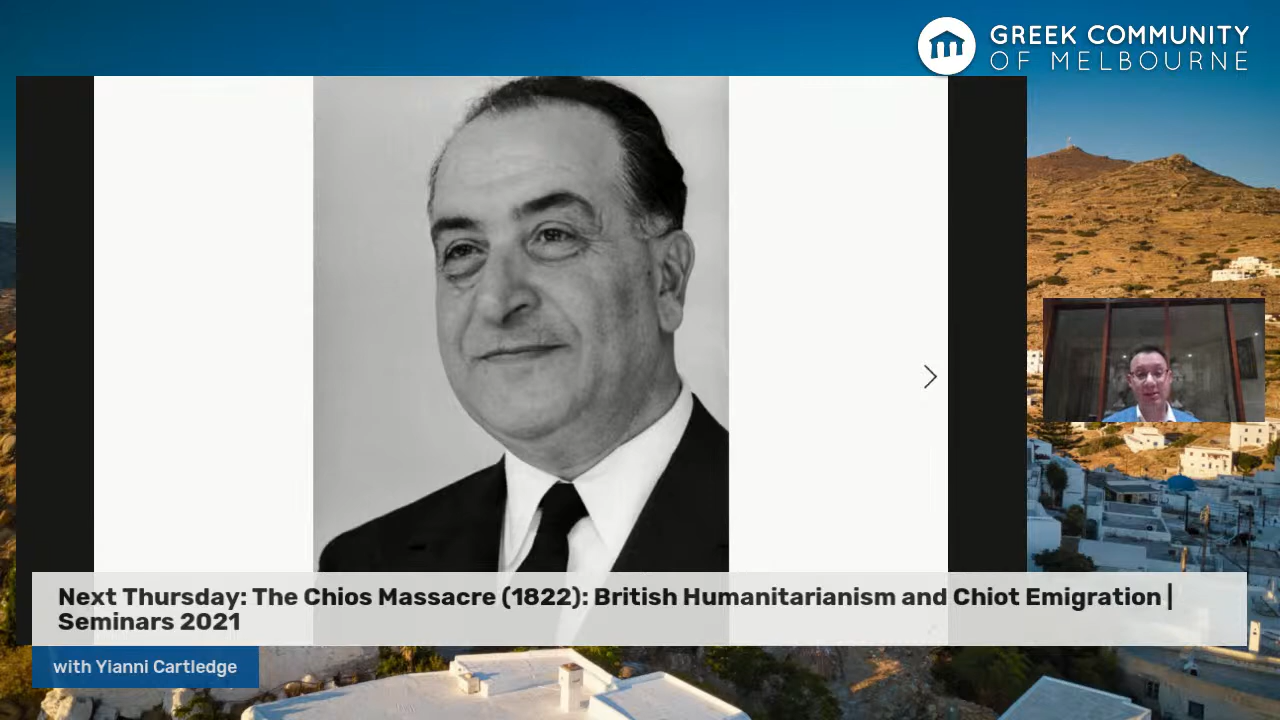 GREEK COMMUNITY
OF MELBOURNE
Next Thursday: The Chios Massacre (1822): British Humanitarianism and Chiot Emigration |
Seminars 2021
with Yianni Cartledge